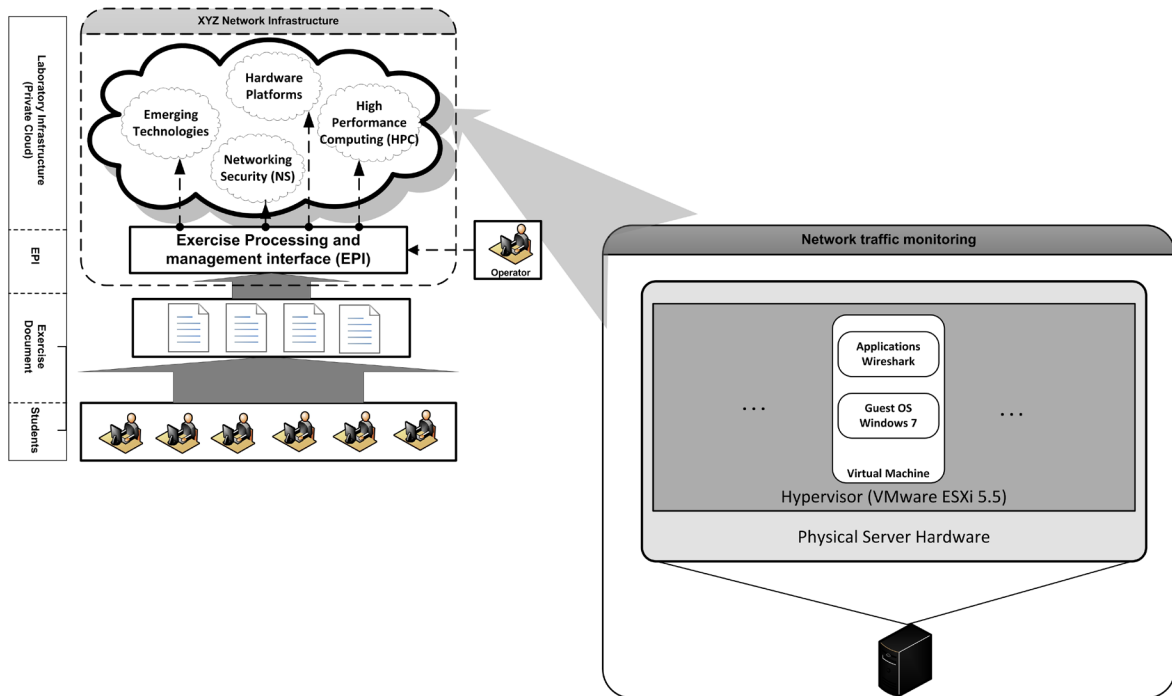 XYZ Network Infrastructure
Laboratory Infrastructure
(Private Cloud)
Hardware
Platforms
Emerging
Technologies
High
Performance
Computing (HPC)
Networking
Security (NS)
EPI
Exercise Processing and
management interface (EPI)
Operator
Exercise
Document
Students
Network traffic monitoring
Applications
Wireshark
...
Guest OS
Windows 7
...
Virtual Machine
Hypervisor (VMware ESXi 5.5)
Physical Server Hardware